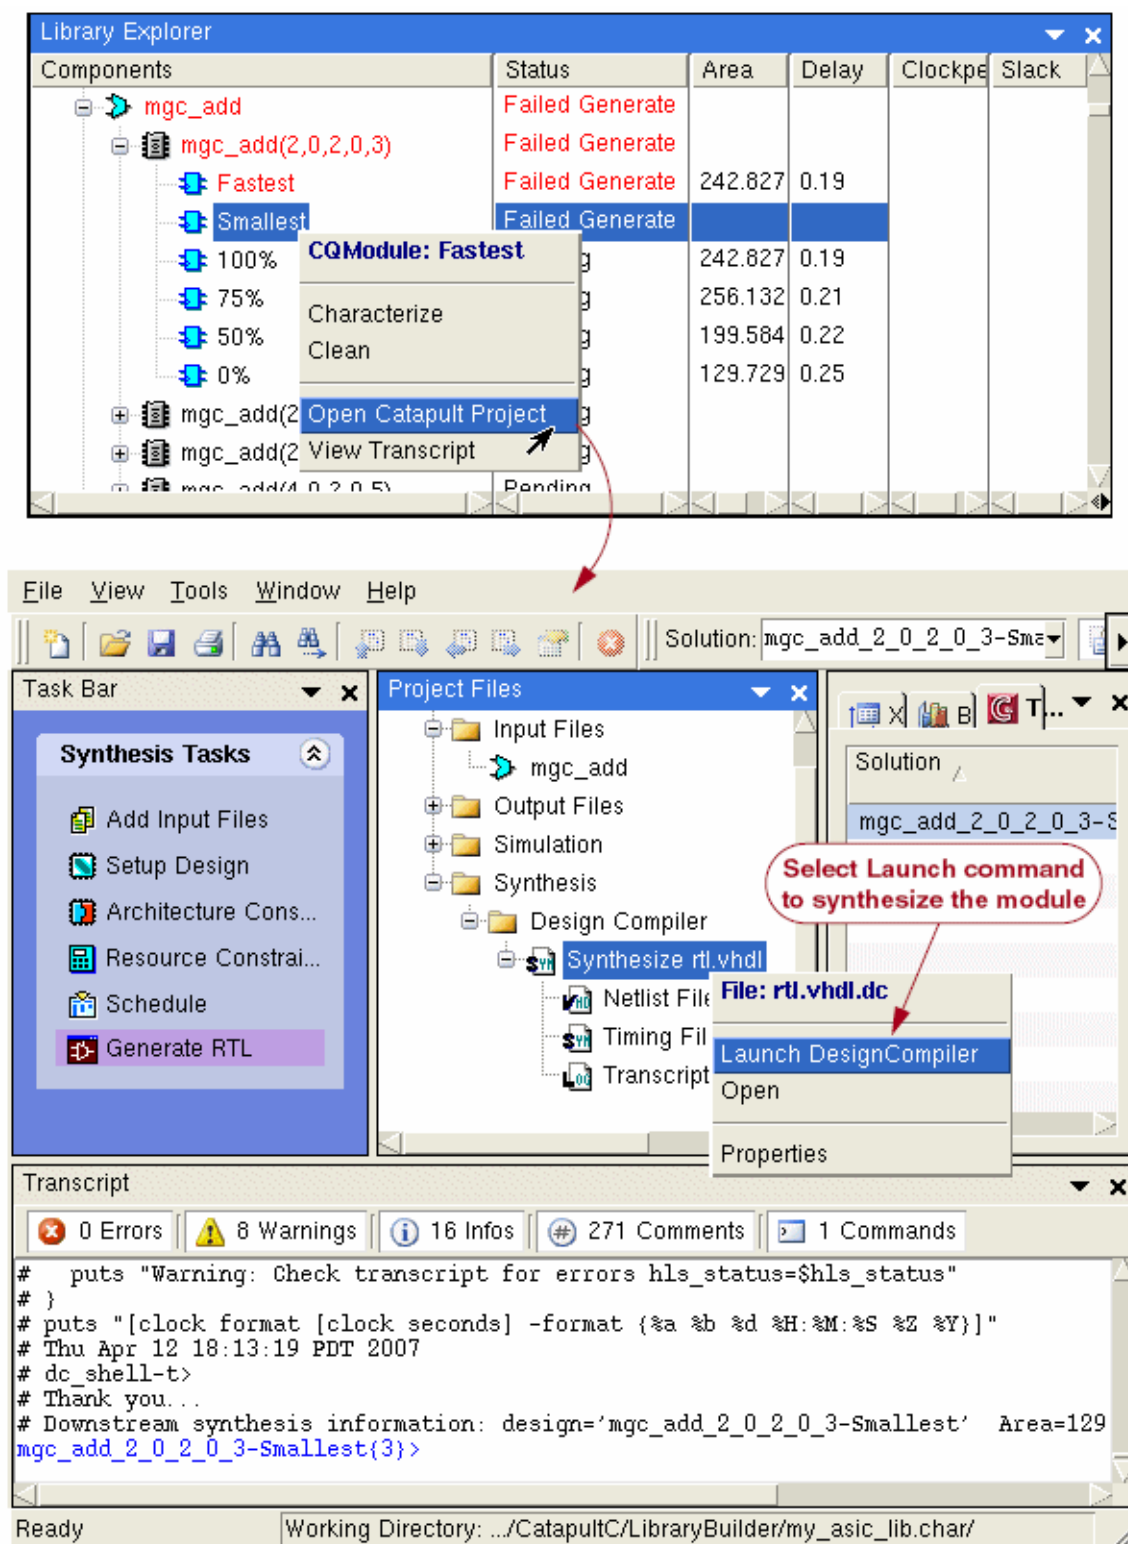 Library Explorer
Components Status Area Delay Clockpe Slack
mgc_add Failed Generate
mgc_add(2,0,2,0,3) Failed Generate
Fastest Failed Generate 242.827 0.19
Smallest Failed Generate
CQModule: Fastest
100% g 242.827 0.19
75% g 256.132 0.21
Characterize
50% g 199.584 0.22
Clean
0% g 129.729 0.25
mgc_add(2 Open Catapult Project g
mgc_add(2 View Transcript g
mgc_add(4,0,2,0,5) Pending
File View Tools Window Help
Solution: mgc_add_2_0_2_0_3-Sma
Task Bar Project Files X B T...
Synthesis Tasks
Input Files
mgc_add
Solution
Add Input Files Output Files mgc_add_2_0_2_0_3-S
Setup Design Simulation
Select Launch command
to synthesize the module
Architecture Cons... Synthesis
Design Compiler
Resource Constrai... Synthesize rtl.vhdl
Schedule Netlist File
File: rtl.vhdl.dc
Generate RTL Timing Fil
Launch DesignCompiler
Transcript
Open
Properties
Transcript
0 Errors 8 Warnings 16 Infos 271 Comments 1 Commands
#   puts "Warning: Check transcript for errors hls_status=$hls_status"
# }
# puts "[clock format [clock seconds] -format {%a %b %d %H:%M:%S %Z %Y}]"
# Thu Apr 12 18:13:19 PDT 2007
# dc_shell-t>
# Thank you...
# Downstream synthesis information: design='mgc_add_2_0_2_0_3-Smallest' Area=129
mgc_add_2_0_2_0_3-Smallest{3}>
Ready Working Directory: .../CatapultC/LibraryBuilder/my_asic_lib.char/